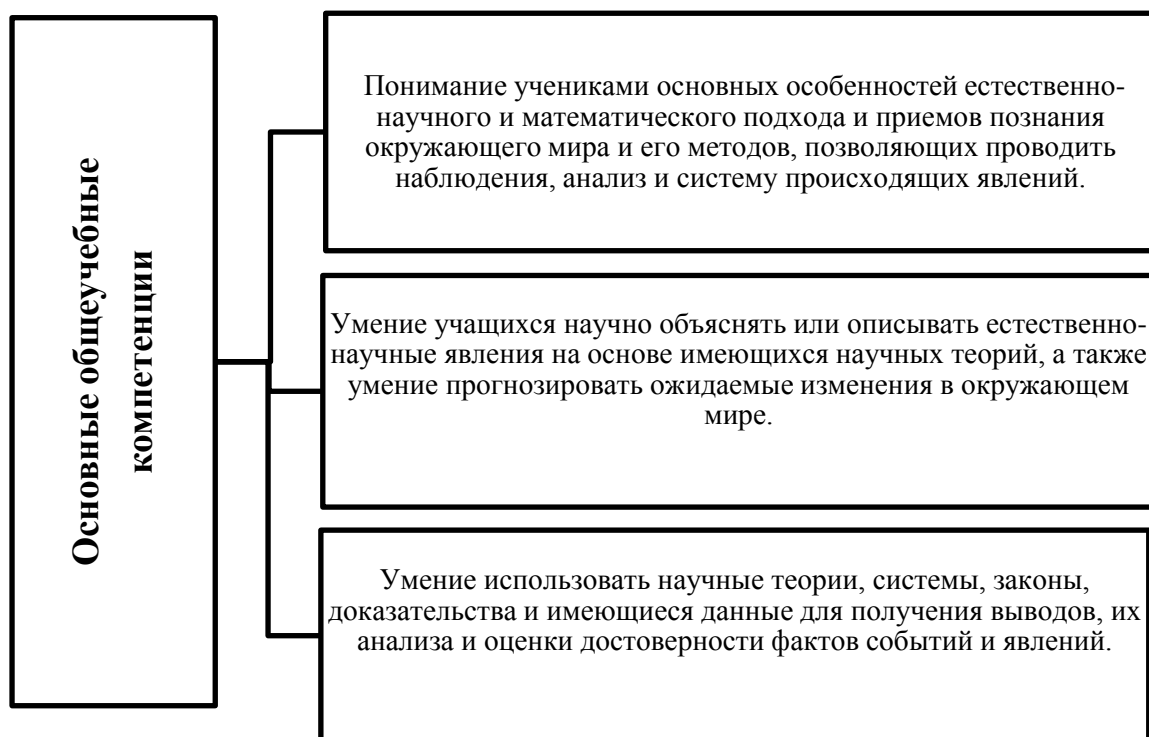 Основные общеучебные
компетенции
Понимание учениками основных особенностей естественно-
научного и математического подхода и приемов познания
окружающего мира и его методов, позволяющих проводить
наблюдения, анализ и систему происходящих явлений.
Умение учащихся научно объяснять или описывать естественно-
научные явления на основе имеющихся научных теорий, а также
умение прогнозировать ожидаемые изменения в окружающем
мире.
Умение использовать научные теории, системы, законы,
доказательства и имеющиеся данные для получения выводов, их
анализа и оценки достоверности фактов событий и явлений.